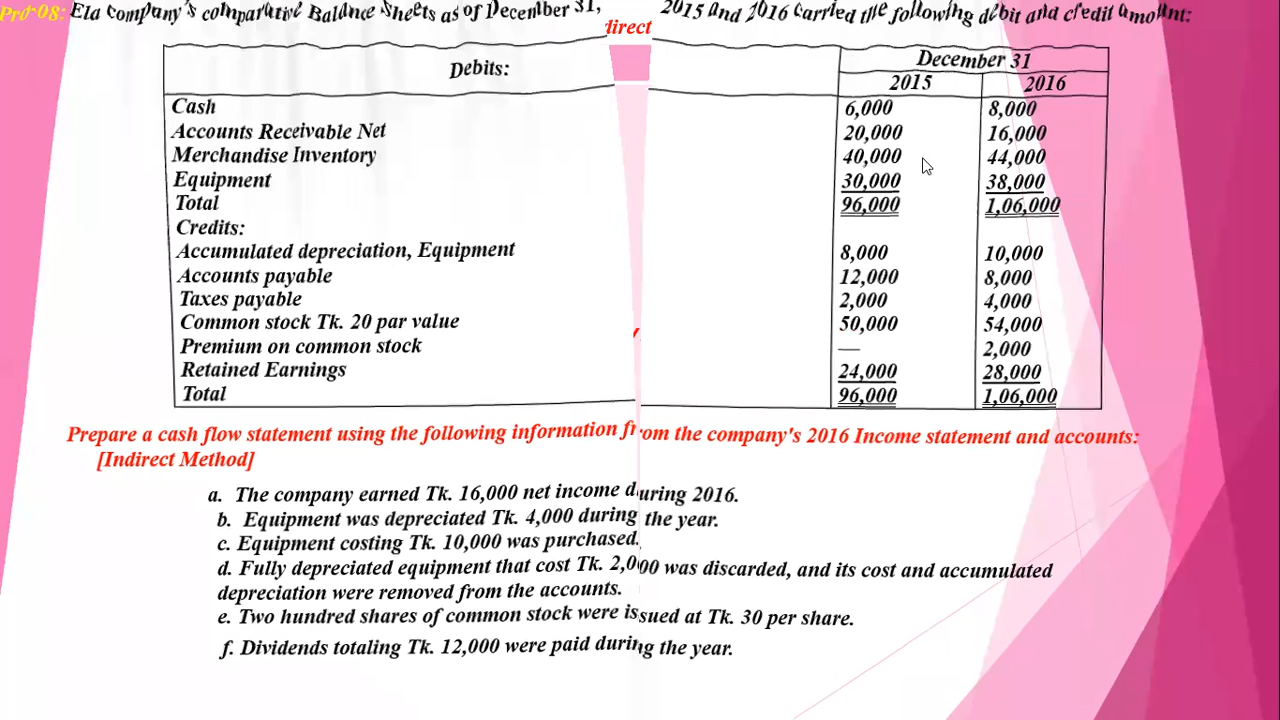 Pro-08: Ela Company's comparative Balance Sheets as of December 31, 2015 and 2016 carried the following debit and credit amount:
direct
Debits: December 31
2015 2016
Cash 6,000 8,000
Accounts Receivable Net 20,000 16,000
Merchandise Inventory 40,000 44,000
Equipment 30,000 38,000
Total 96,000 1,06,000
Credits:
Accumulated depreciation, Equipment 8,000 10,000
Accounts payable 12,000 8,000
Taxes payable 2,000 4,000
Common stock Tk. 20 par value 50,000 54,000
Premium on common stock — 2,000
Retained Earnings 24,000 28,000
Total 96,000 1,06,000
Prepare a cash flow statement using the following information from the company's 2016 Income statement and accounts:
[Indirect Method]
a. The company earned Tk. 16,000 net income during 2016.
b. Equipment was depreciated Tk. 4,000 during the year.
c. Equipment costing Tk. 10,000 was purchased.
d. Fully depreciated equipment that cost Tk. 2,000 was discarded, and its cost and accumulated
depreciation were removed from the accounts.
e. Two hundred shares of common stock were issued at Tk. 30 per share.
f. Dividends totaling Tk. 12,000 were paid during the year.